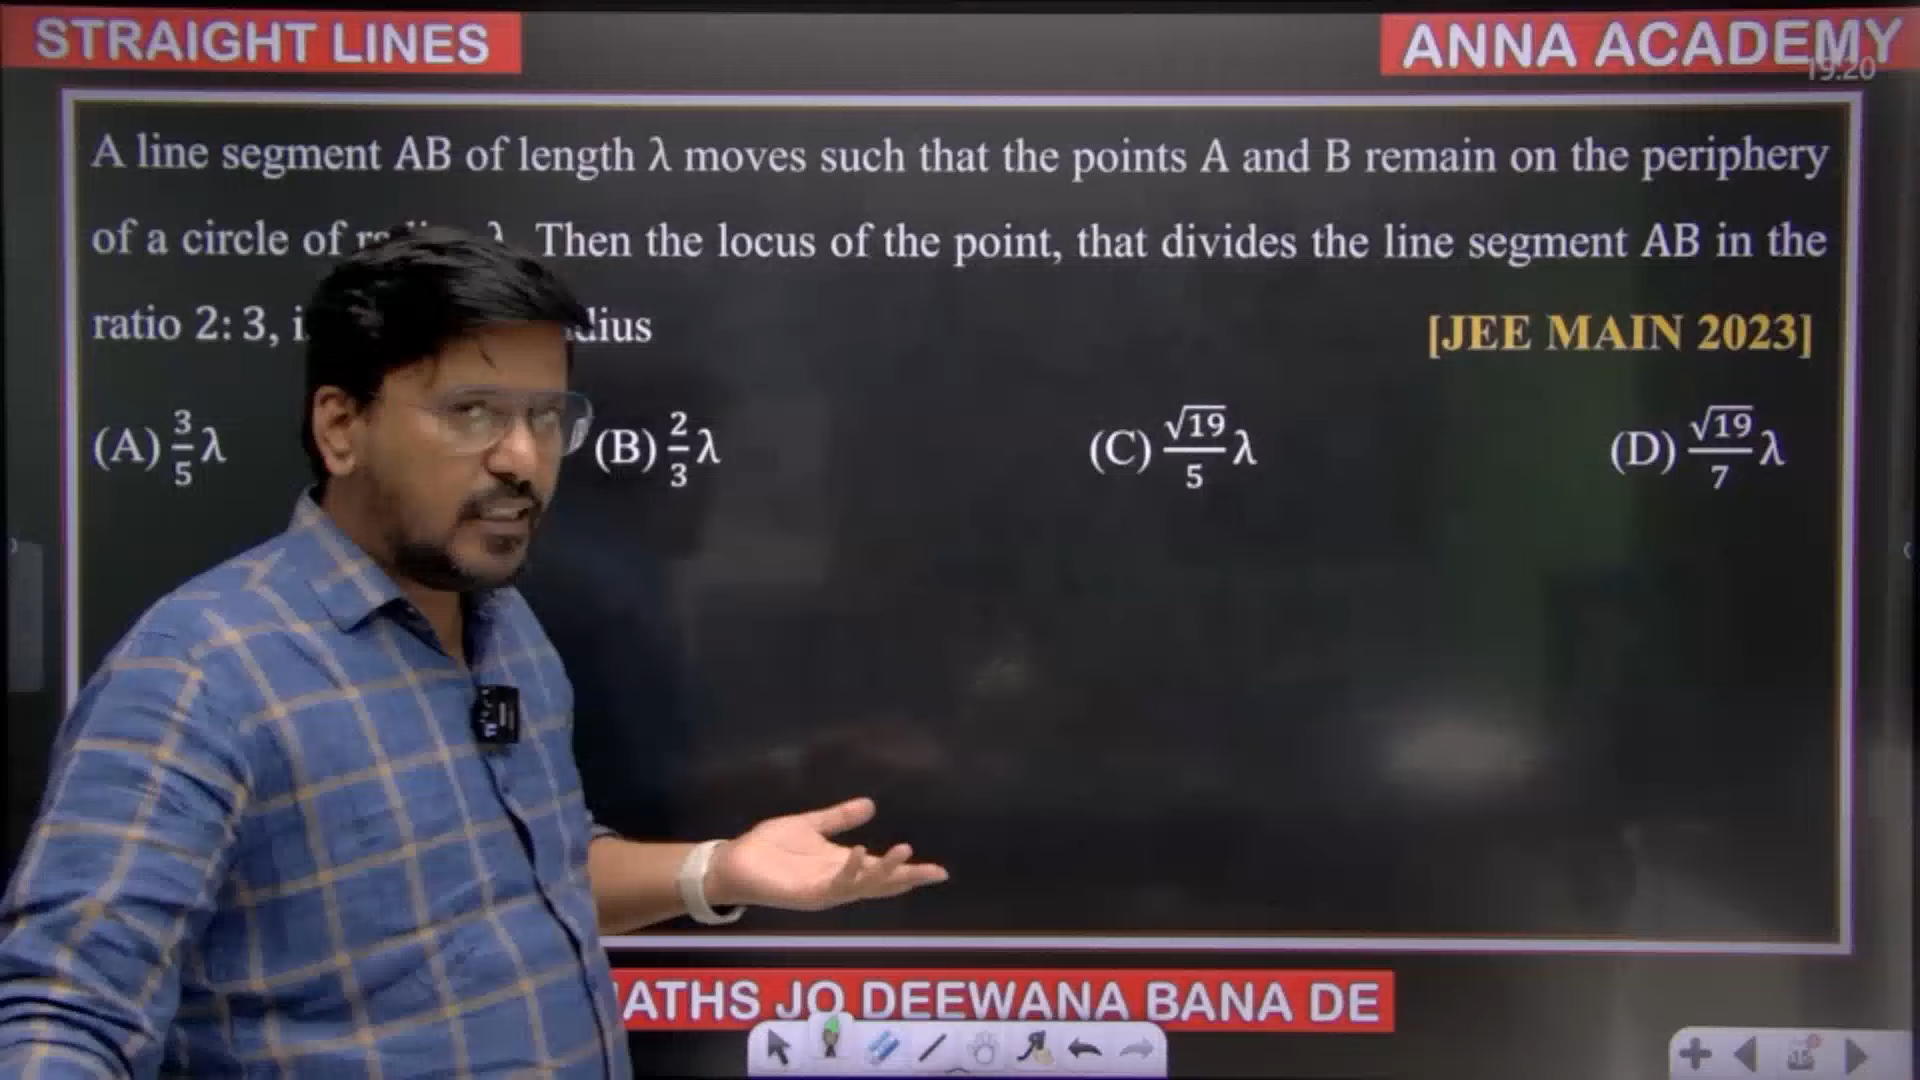 STRAIGHT LINES
ANNA ACADEMY
19:20
A line segment AB of length λ moves such that the points A and B remain on the periphery
of a circle of λ. Then the locus of the point, that divides the line segment AB in the
ratio 2: 3, i
[JEE MAIN 2023]
(A) 3/5 λ (B) 2/3 λ (C) √19/5 λ (D) √19/7 λ
JO DEEWANA BANA DE